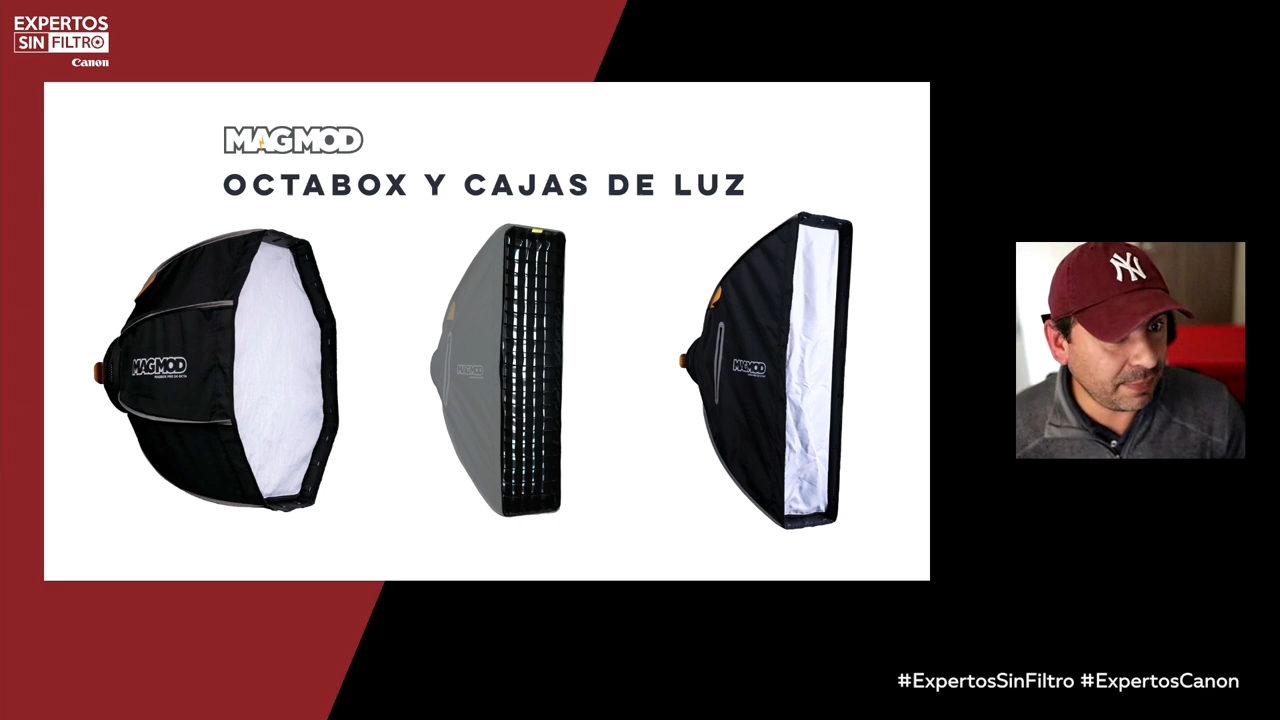 EXPERTOS
SIN FILTRO
Canon
MAGMOD
OCTABOX Y CAJAS DE LUZ
MAGMOD
MAGMOD
MAGMOD
NY
#ExpertosSinFiltro #ExpertosCanon